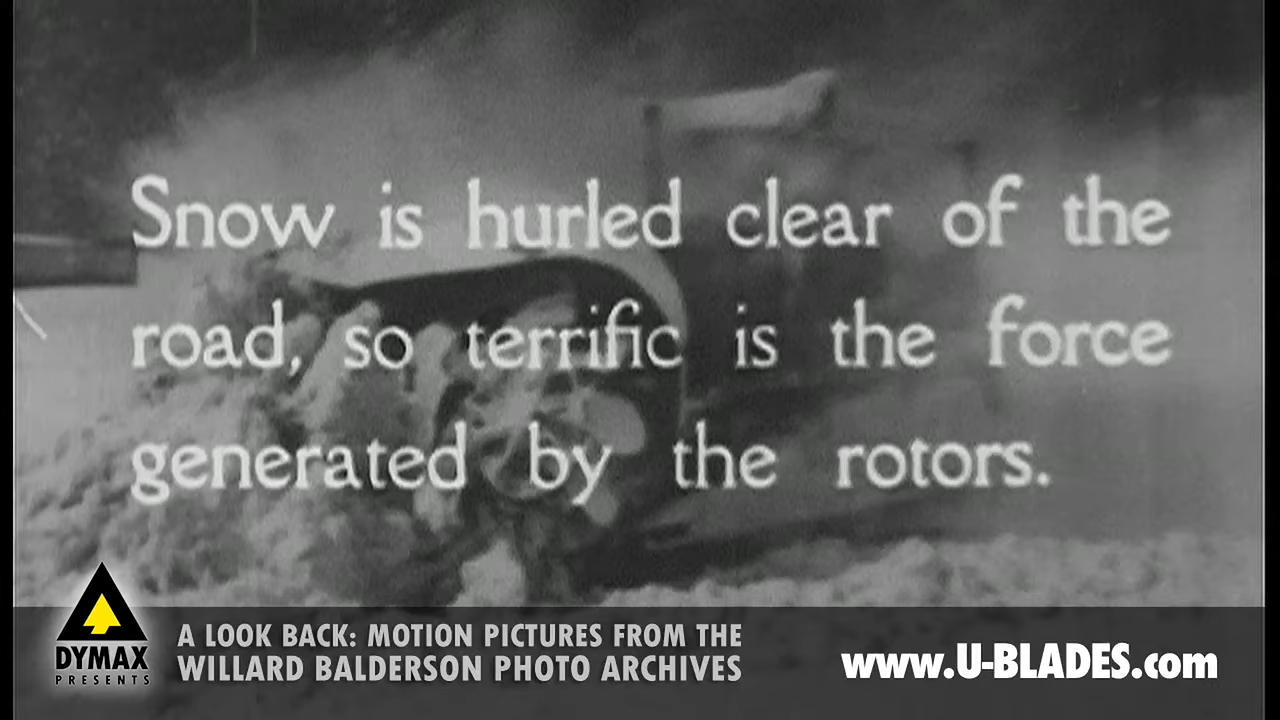 Snow is hurled clear of the
road, so terrific is the force
generated by the rotors.
DYMAX
PRESENTS
A LOOK BACK: MOTION PICTURES FROM THE
WILLARD BALDERSON PHOTO ARCHIVES
www.U-BLADES.com